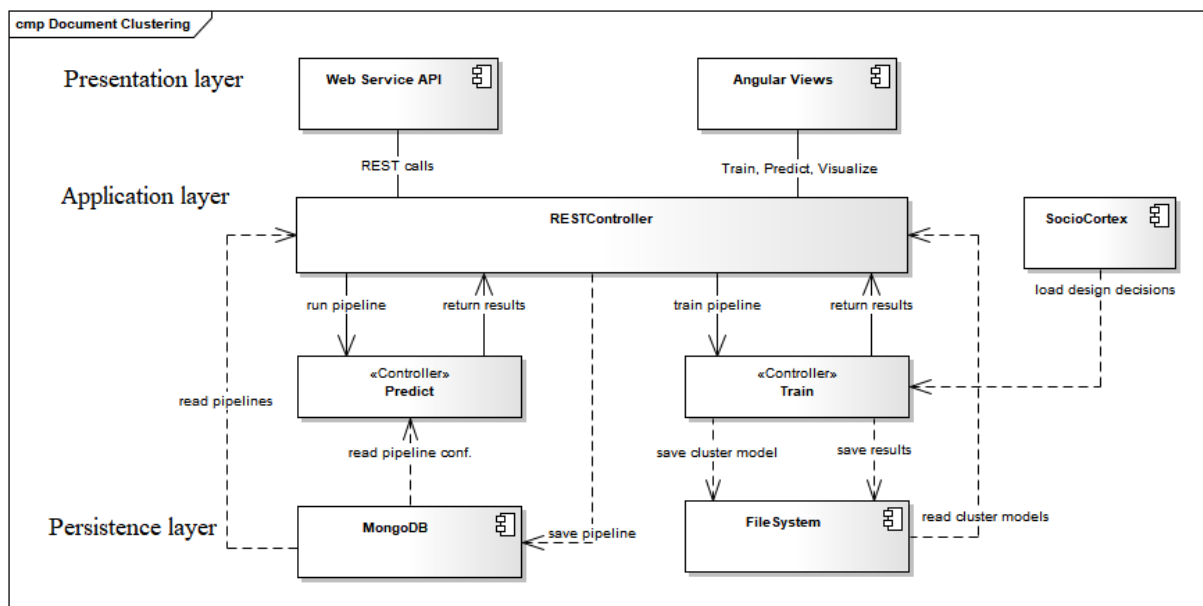 cmp Document Clustering
Presentation layer
Web Service API
Angular Views
REST calls
Train, Predict, Visualize
Application layer
RESTController
SocioCortex
run pipeline
return results
train pipeline
return results
load design decisions
«Controller»
Predict
«Controller»
Train
read pipelines
read pipeline conf.
save cluster model
save results
Persistence layer
MongoDB
save pipeline
FileSystem
read cluster models